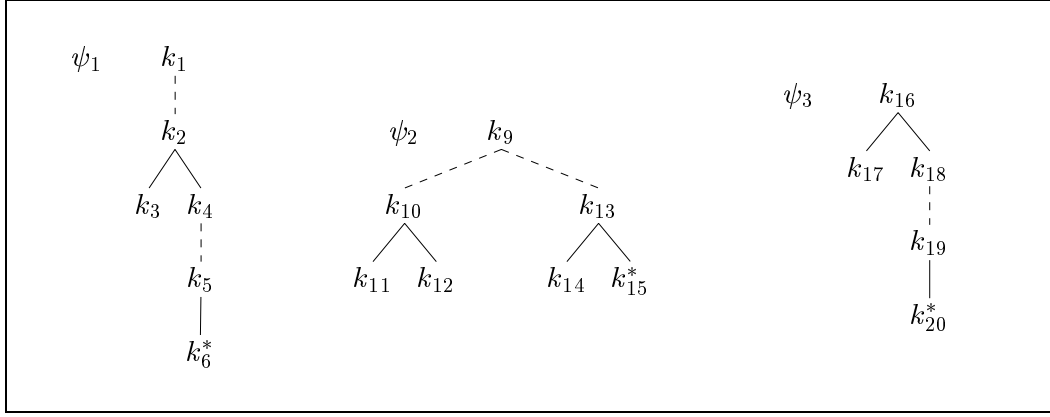 ψ₁ k₁
k₂
k₃ k₄
k₅
k₆*
ψ₂ k₉
k₁₀ k₁₃
k₁₁ k₁₂ k₁₄ k₁₅*
ψ₃ k₁₆
k₁₇ k₁₈
k₁₉
k₂₀*